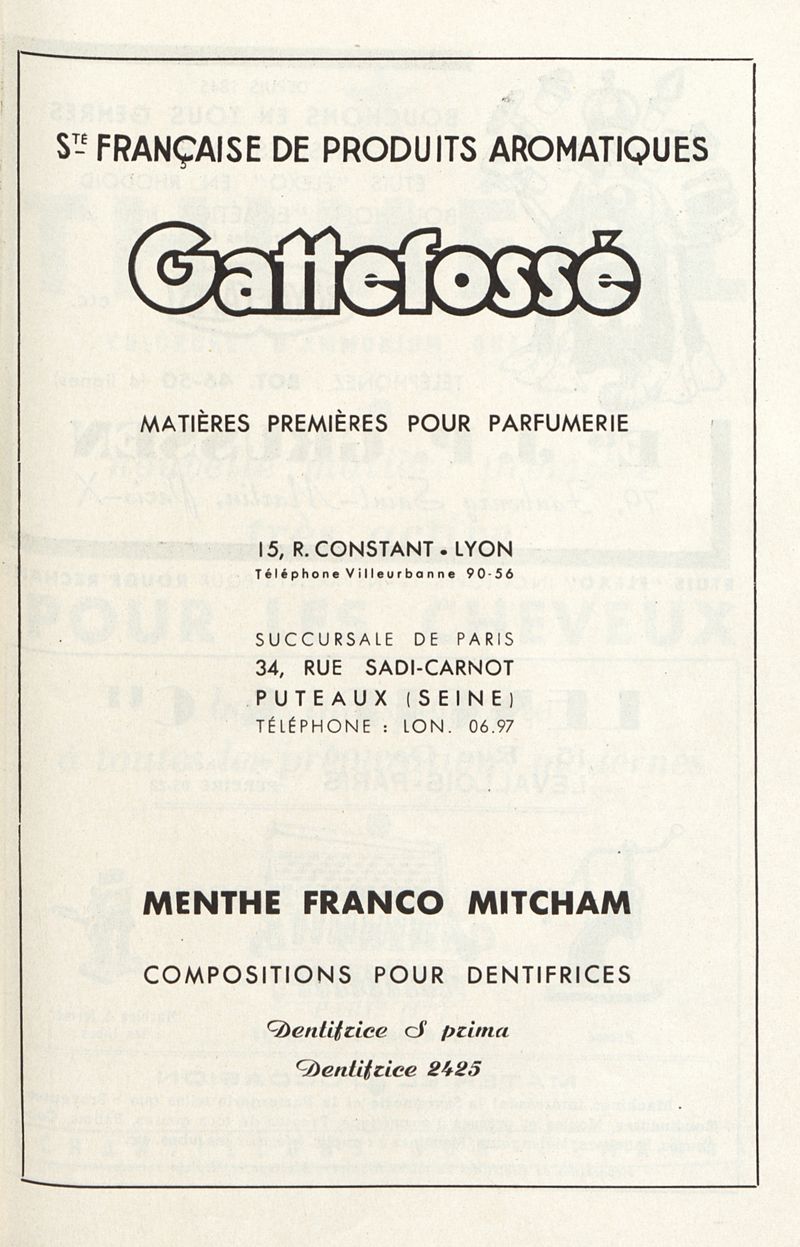 STÉ FRANÇAISE DE PRODUITS AROMATIQUES
Gattefossé
MATIÈRES PREMIÈRES POUR PARFUMERIE
15, R. CONSTANT • LYON
Téléphone Villeurbanne 90-56
SUCCURSALE DE PARIS
34, RUE SADI-CARNOT
PUTEAUX (SEINE)
TÉLÉPHONE : LON. 06.97
MENTHE FRANCO MITCHAM
COMPOSITIONS POUR DENTIFRICES
Dentifrice S prima
Dentifrice 2425